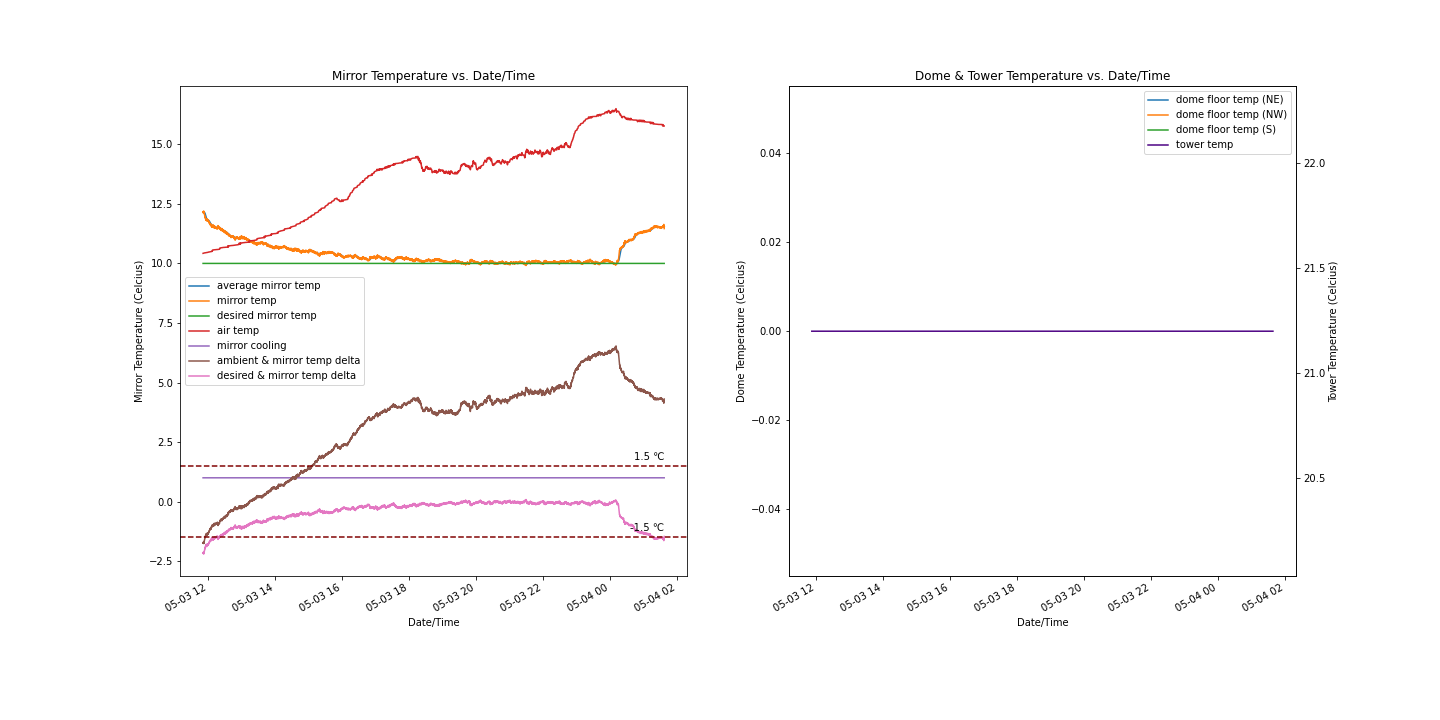 Mirror Temperature vs. Date/Time
Mirror Temperature (Celcius)
15.0
12.5
10.0
7.5
5.0
2.5
0.0
−2.5
average mirror temp
mirror temp
desired mirror temp
air temp
mirror cooling
ambient & mirror temp delta
desired & mirror temp delta
1.5 °C
-1.5 °C
05-03 12
05-03 14
05-03 16
05-03 18
05-03 20
05-03 22
05-04 00
05-04 02
Date/Time
Dome & Tower Temperature vs. Date/Time
Dome Temperature (Celcius)
0.04
0.02
0.00
−0.02
−0.04
dome floor temp (NE)
dome floor temp (NW)
dome floor temp (S)
tower temp
22.0
21.5
21.0
20.5
Tower Temperature (Celcius)
05-03 12
05-03 14
05-03 16
05-03 18
05-03 20
05-03 22
05-04 00
05-04 02
Date/Time